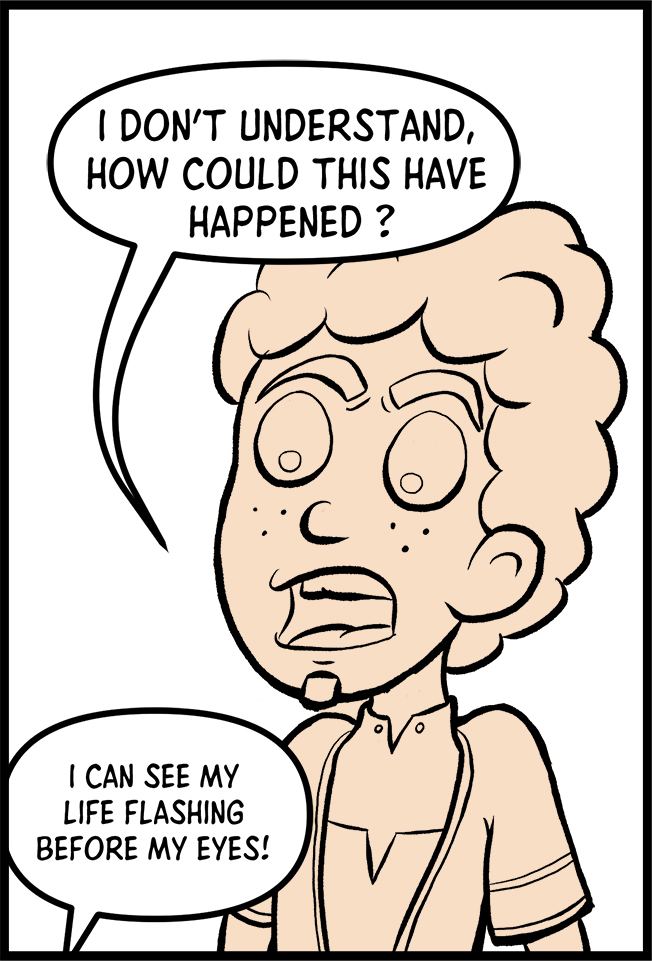 I DON'T UNDERSTAND,
HOW COULD THIS HAVE
HAPPENED ?
I CAN SEE MY
LIFE FLASHING
BEFORE MY EYES!